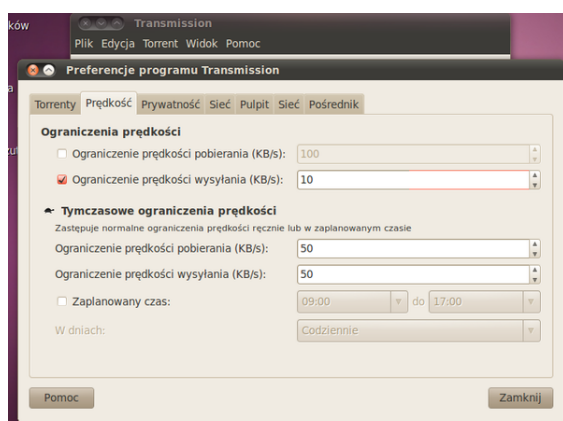 ków
Transmission
Plik Edycja Torrent Widok Pomoc
Preferencje programu Transmission
a
Torrenty Prędkość Prywatność Sieć Pulpit Sieć Pośrednik
Ograniczenia prędkości
Ograniczenie prędkości pobierania (KB/s): 100
Ograniczenie prędkości wysyłania (KB/s): 10
zut
Tymczasowe ograniczenia prędkości
Zastępuje normalne ograniczenia prędkości ręcznie lub w zaplanowanym czasie
Ograniczenie prędkości pobierania (KB/s): 50
Ograniczenie prędkości wysyłania (KB/s): 50
Zaplanowany czas: 09:00 do 17:00
W dniach: Codziennie
Pomoc Zamknij